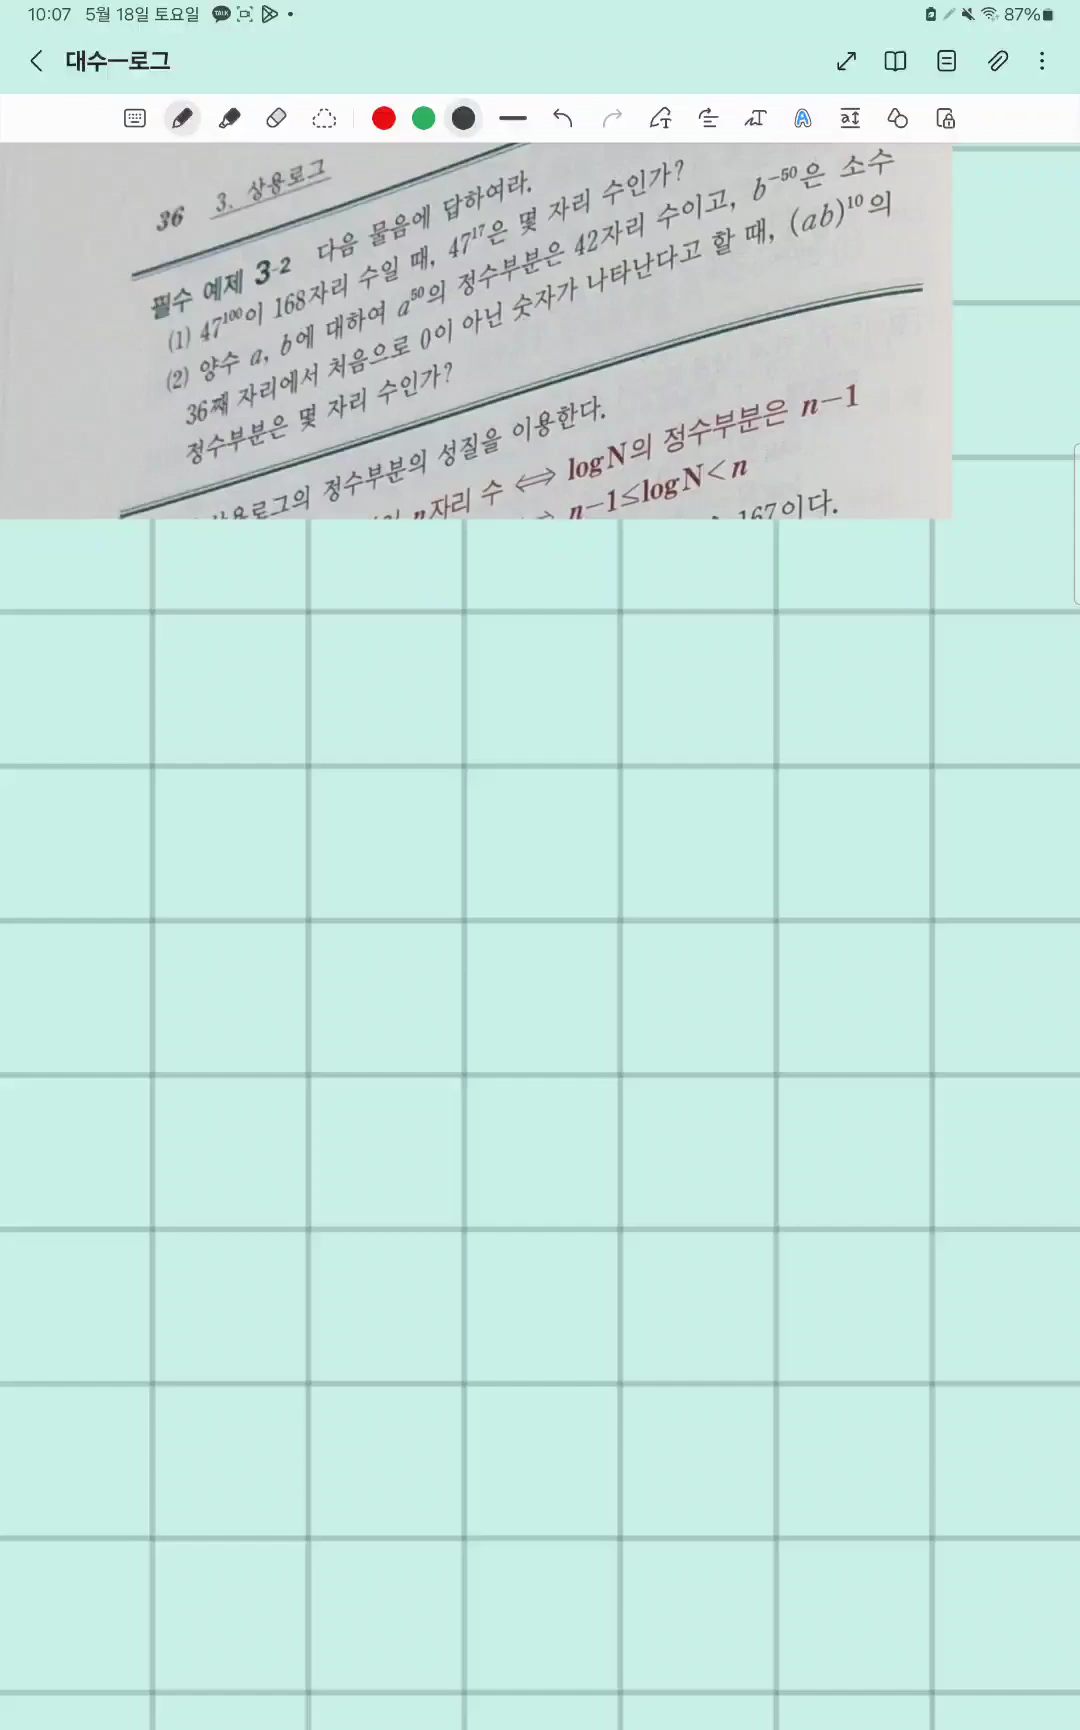 10:07 5월 18일 토요일 TALK 87%
대수—로그
36 3. 상용로그
필수 예제 3-2 다음 물음에 답하여라.
(1) 47¹⁰⁰이 168자리 수일 때, 47¹⁷은 몇 자리 수인가?
(2) 양수 a, b에 대하여 a⁵⁰의 정수부분은 42자리 수이고, b⁻⁵⁰은 소수
36째 자리에서 처음으로 0이 아닌 숫자가 나타난다고 할 때, (ab)¹⁰의
정수부분은 몇 자리 수인가?
상용로그의 정수부분의 성질을 이용한다.
n자리 수 ⟺ log N의 정수부분은 n−1
n−1≤log N<n
167이다.